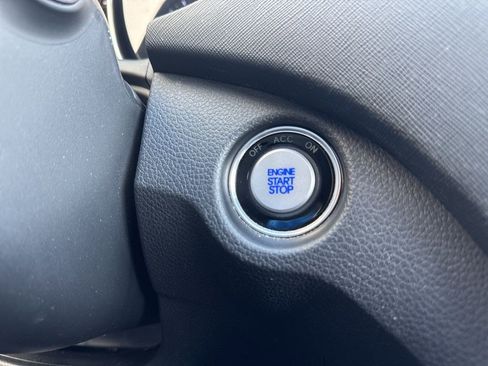 OFF ACC ON
ENGINE
START
STOP